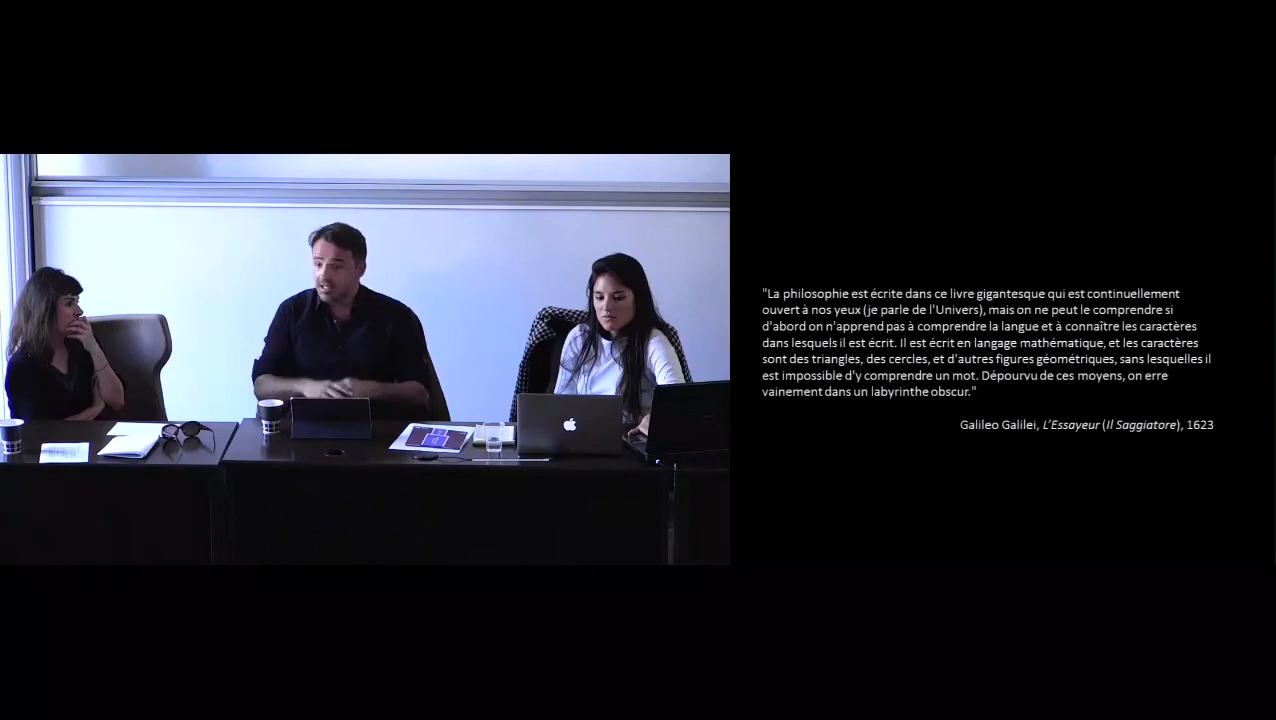 "La philosophie est écrite dans ce livre gigantesque qui est continuellement
ouvert à nos yeux (je parle de l'Univers), mais on ne peut le comprendre si
d'abord on n'apprend pas à comprendre la langue et à connaître les caractères
dans lesquels il est écrit. Il est écrit en langage mathématique, et les caractères
sont des triangles, des cercles, et d'autres figures géométriques, sans lesquelles il
est impossible d'y comprendre un mot. Dépourvu de ces moyens, on erre
vainement dans un labyrinthe obscur."
Galileo Galilei, L'Essayeur (Il Saggiatore), 1623